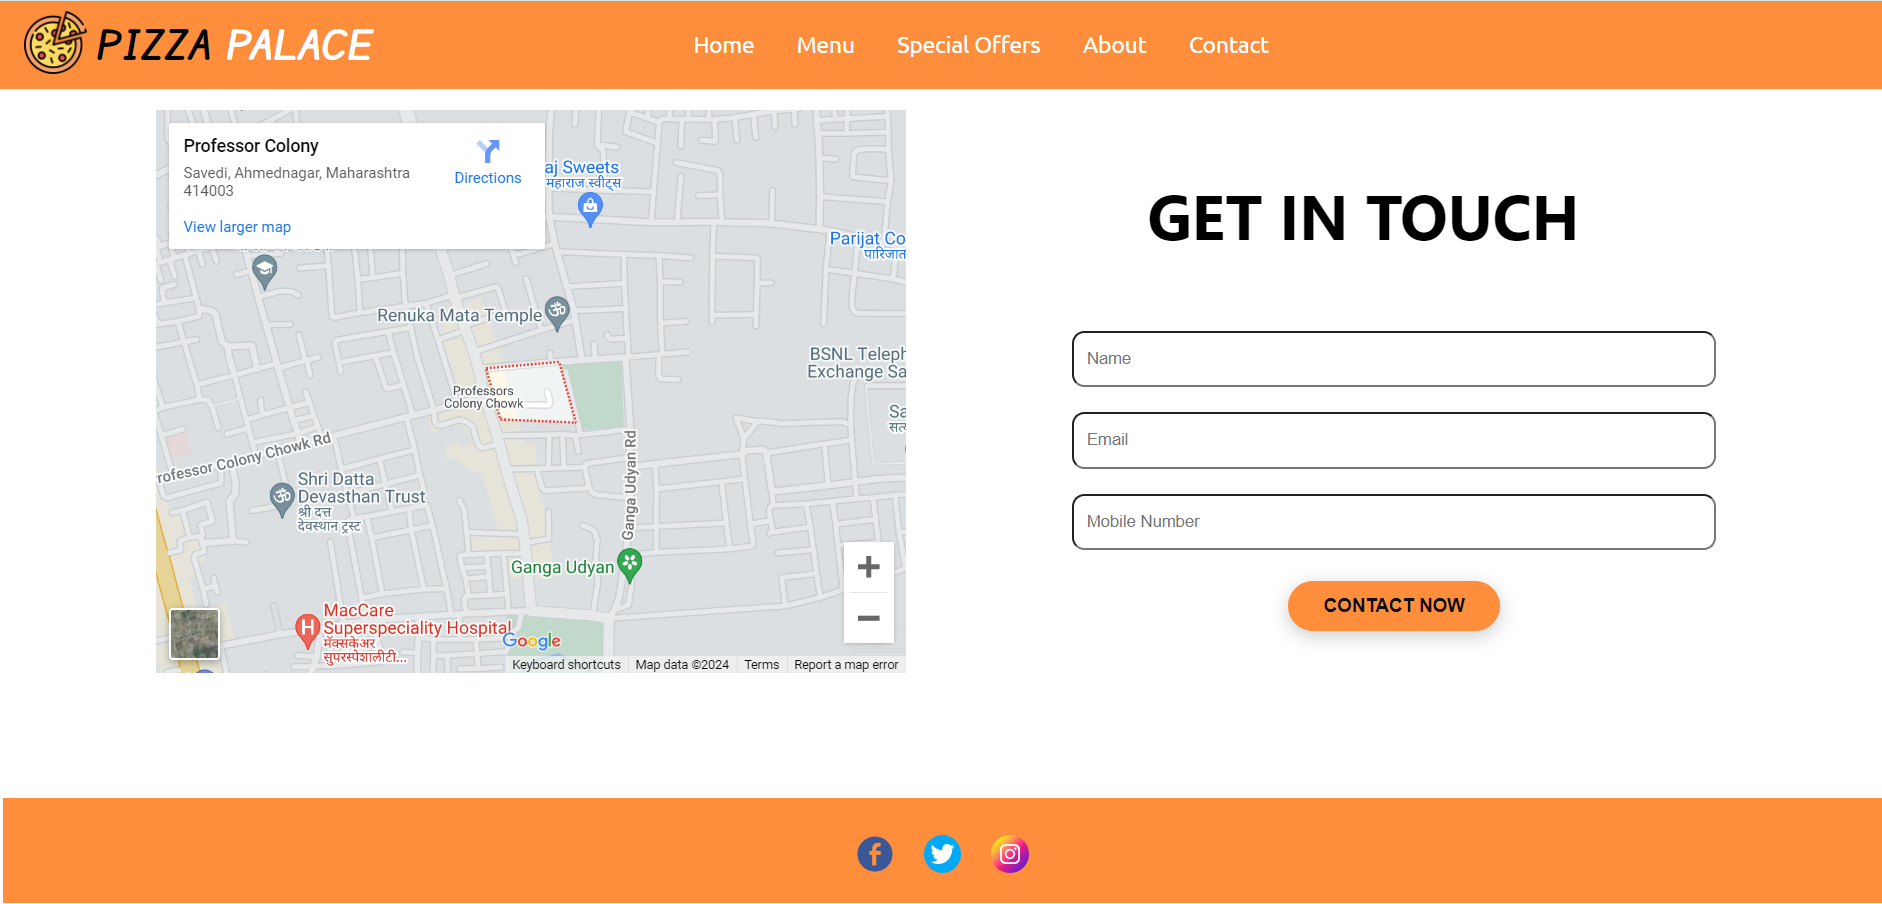 PIZZA PALACE
Home Menu Special Offers About Contact
Professor Colony
Savedi, Ahmednagar, Maharashtra
414003
Directions
View larger map
aj Sweets
महाराज स्वीट्स
Parijat Co
पारिजात
Renuka Mata Temple
BSNL Teleph
Exchange Sa
Professors
Colony Chowk
Sa
सत्य
rofessor Colony Chowk Rd
Ganga Udyan Rd
Shri Datta
Devasthan Trust
श्री दत्त
देवस्थान ट्रस्ट
Ganga Udyan
MacCare
Superspeciality Hospital
मॅक्सकेअर
सुपरस्पेशालीटी...
Google
Keyboard shortcuts Map data ©2024 Terms Report a map error
GET IN TOUCH
Name
Email
Mobile Number
CONTACT NOW